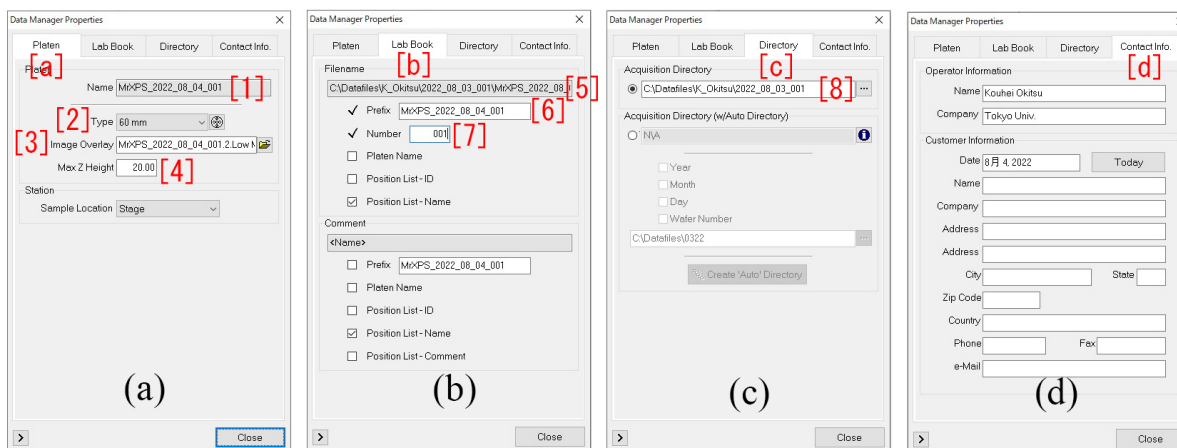 Data Manager Properties
Platen Lab Book Directory Contact Info.
[a]
Platen
Name MrXPS_2022_08_04_001 [1]
[2] Type 60 mm
[3] Image Overlay MrXPS_2022_08_04_001.2.Low
Max Z Height 20.00 [4]
Station
Sample Location Stage
(a)
> Close
Data Manager Properties
Platen Lab Book Directory Contact Info.
[b]
Filename
C:\Datafiles\K_Okitsu\2022_08_03_001\MrXPS_2022_08_ [5]
Prefix MrXPS_2022_08_04_001 [6]
Number 001 [7]
Platen Name
Position List - ID
Position List - Name
Comment
<Name>
Prefix MrXPS_2022_08_04_001
Platen Name
Position List - ID
Position List - Name
Position List - Comment
(b)
> Close
Data Manager Properties
Platen Lab Book Directory Contact Info.
[c]
Acquisition Directory
C:\Datafiles\K_Okitsu\2022_08_03_001 [8] ...
Acquisition Directory (w/Auto Directory)
N\A
Year
Month
Day
Wafer Number
C:\Datafiles\0322 ...
Create 'Auto' Directory
(c)
> Close
Data Manager Properties
Platen Lab Book Directory Contact Info.
[d]
Operator Information
Name Kouhei Okitsu
Company Tokyo Univ.
Customer Information
Date 8月 4, 2022 Today
Name
Company
Address
Address
City State
Zip Code
Country
Phone Fax
e-Mail
(d)
> Close